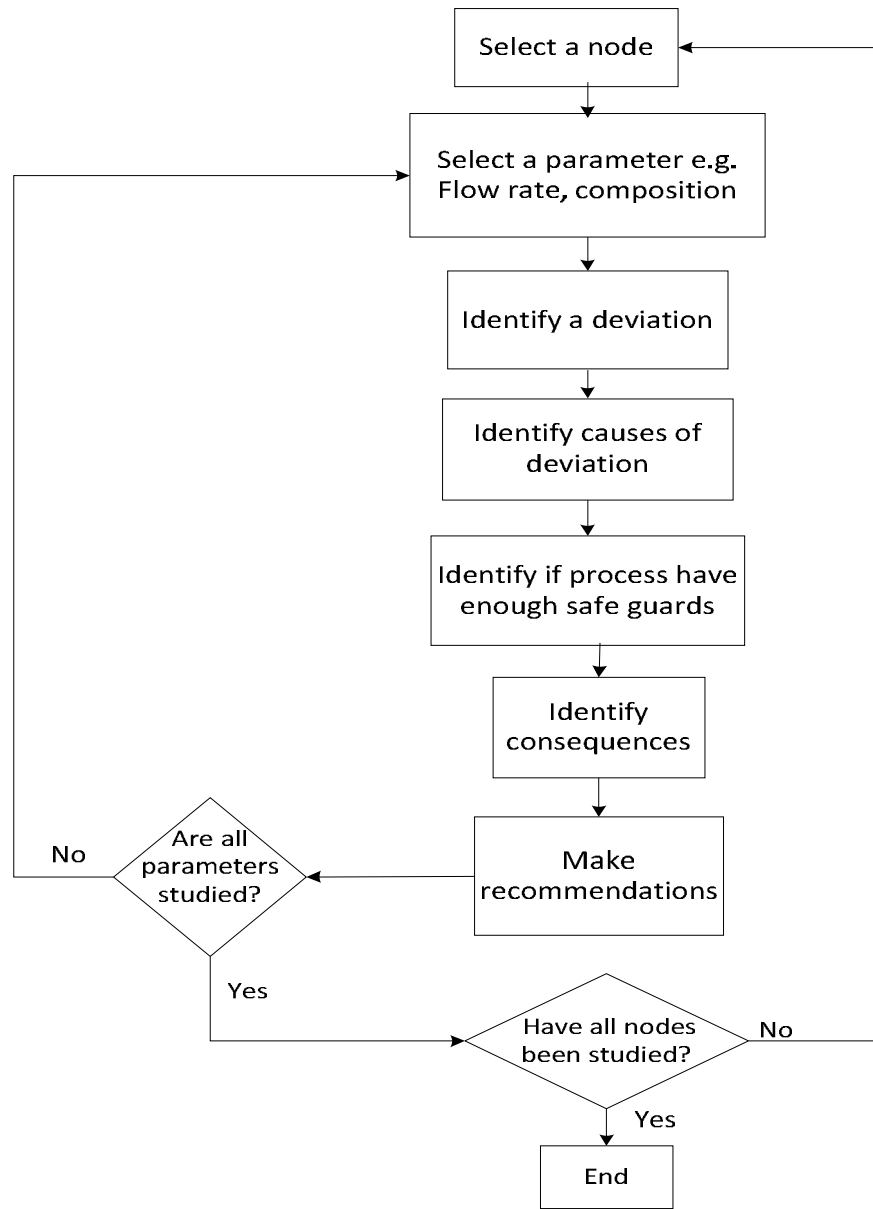 Select a node
Select a parameter e.g.
Flow rate, composition
Identify a deviation
Identify causes of
deviation
Identify if process have
enough safe guards
Identify
consequences
Make
recommendations
Are all
parameters
studied?
No
Yes
Have all nodes
been studied?
No
Yes
End